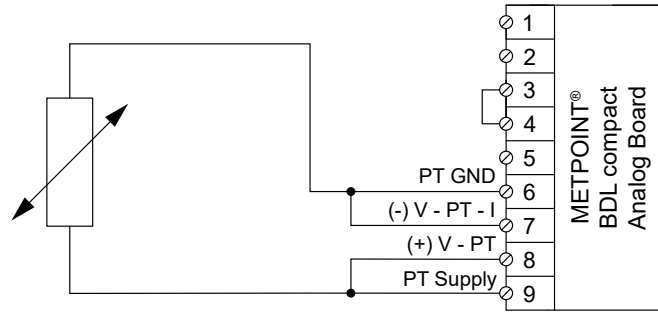 1
2
3
4
5
PT GND 6
(-) V - PT - I 7
(+) V - PT 8
PT Supply 9
METPOINT®
BDL compact
Analog Board